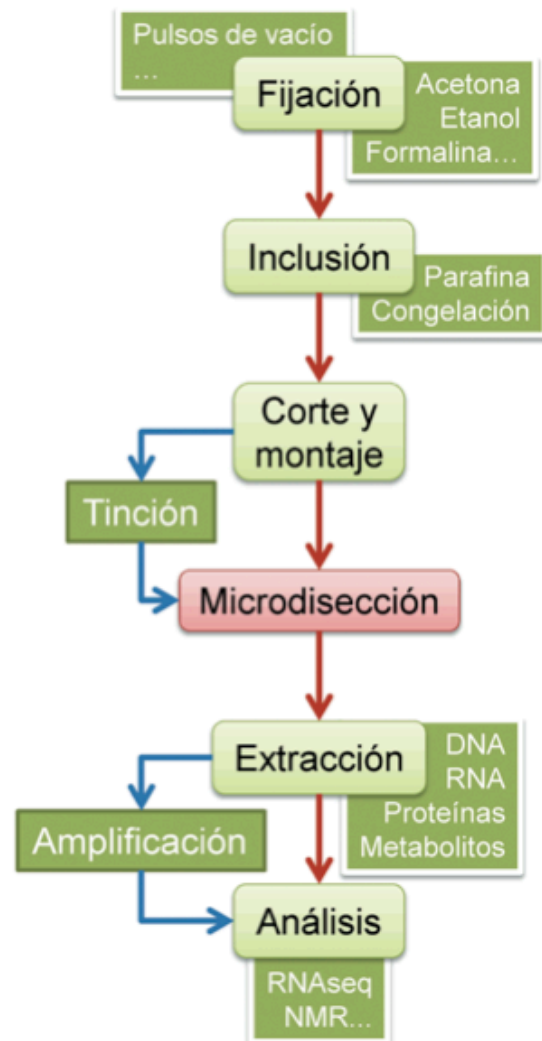 Pulsos de vacío
...
Fijación
Acetona
Etanol
Formalina...
Inclusión
Parafina
Congelación
Corte y
montaje
Tinción
Microdisección
Extracción
DNA
RNA
Proteínas
Metabolitos
Amplificación
Análisis
RNAseq
NMR...